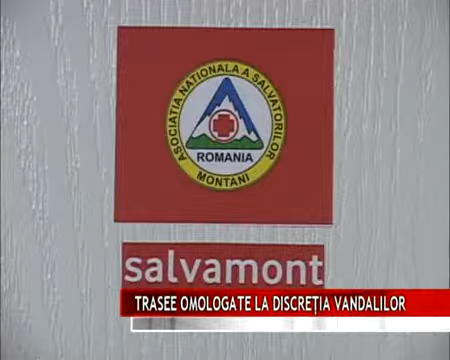 ASOCIATIA NATIONALA A SALVATORILOR
ROMANIA
MONTANI
salvamont
TRASEE OMOLOGATE LA DISCREȚIA VANDALILOR